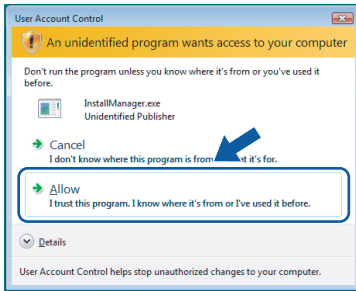 User Account Control
An unidentified program wants access to your computer
Don't run the program unless you know where it's from or you've used it
before.
InstallManager.exe
Unidentified Publisher
Cancel
I don't know where this program is from it's for.
Allow
I trust this program. I know where it's from or I've used it before.
Details
User Account Control helps stop unauthorized changes to your computer.